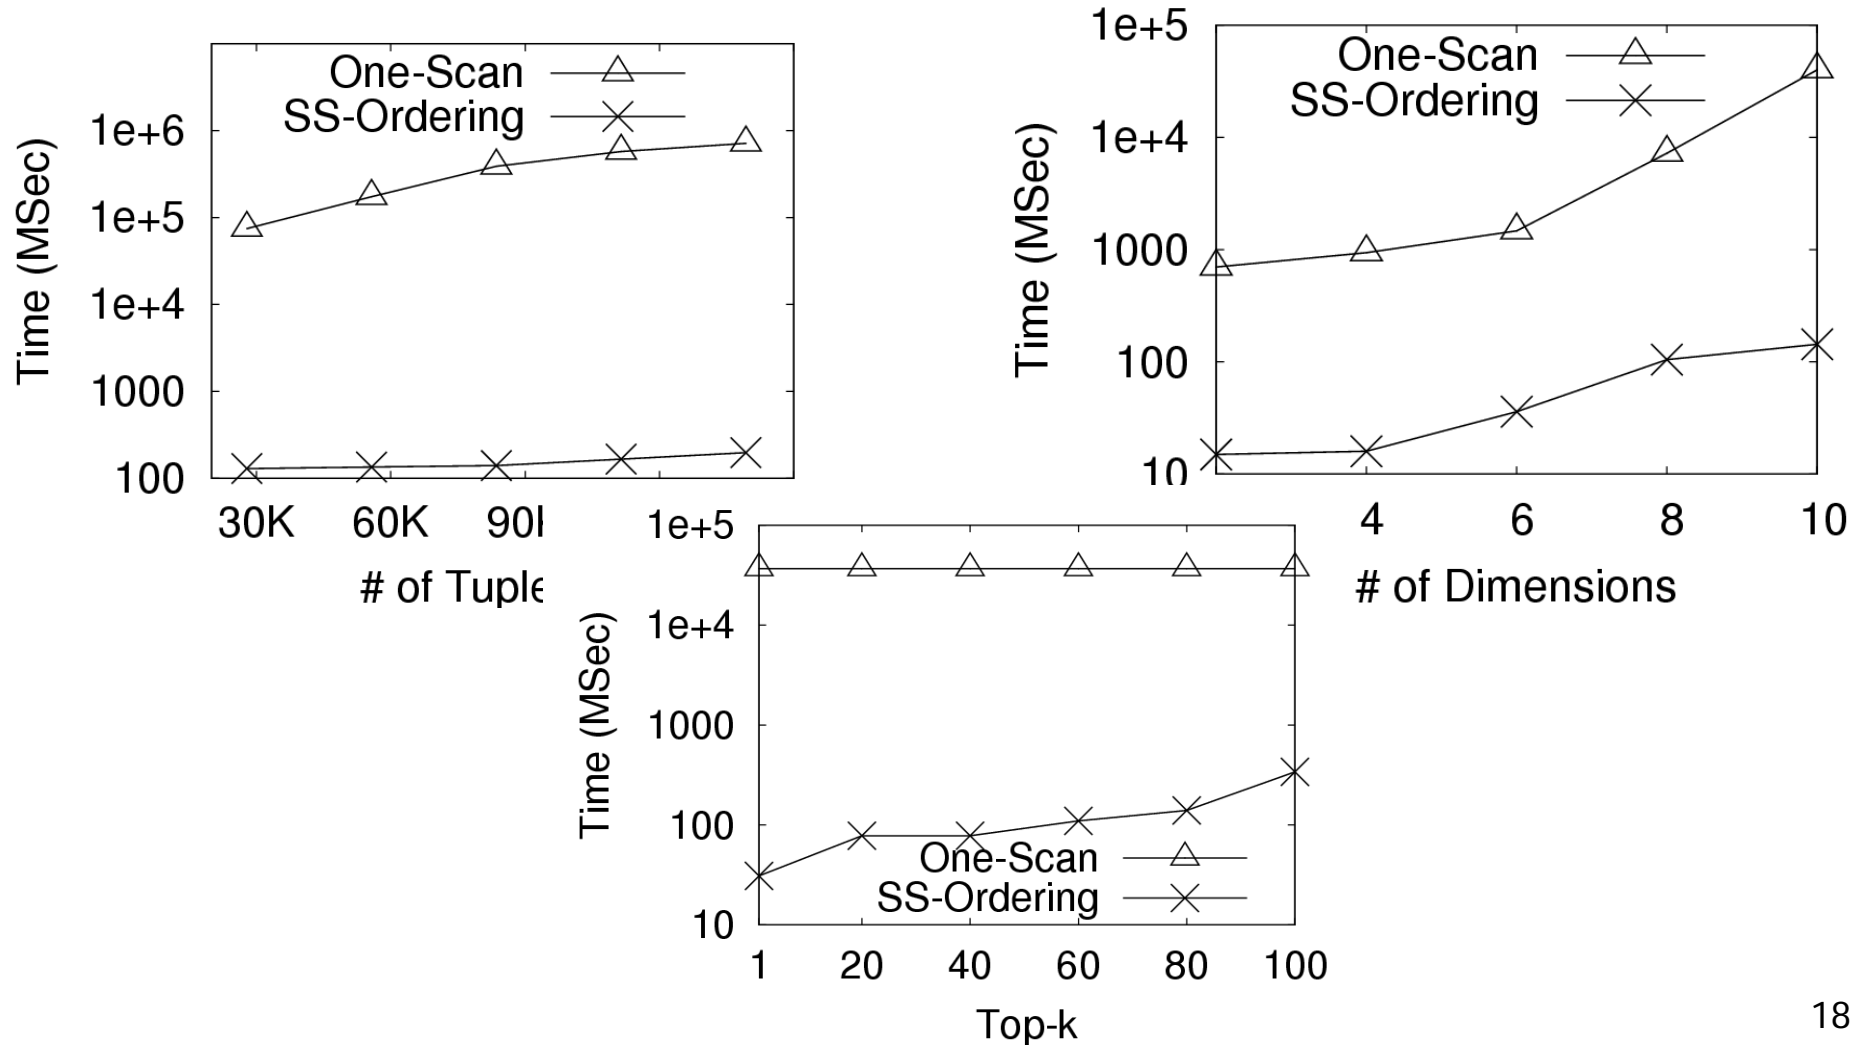 One-Scan
SS-Ordering
1e+6
1e+5
1e+4
1000
100
Time (MSec)
30K 60K 90
# of Tuple
1e+5
One-Scan
SS-Ordering
1e+4
1000
100
10
Time (MSec)
4 6 8 10
# of Dimensions
1e+5
1e+4
1000
100
10
Time (MSec)
One-Scan
SS-Ordering
1 20 40 60 80 100
Top-k
18